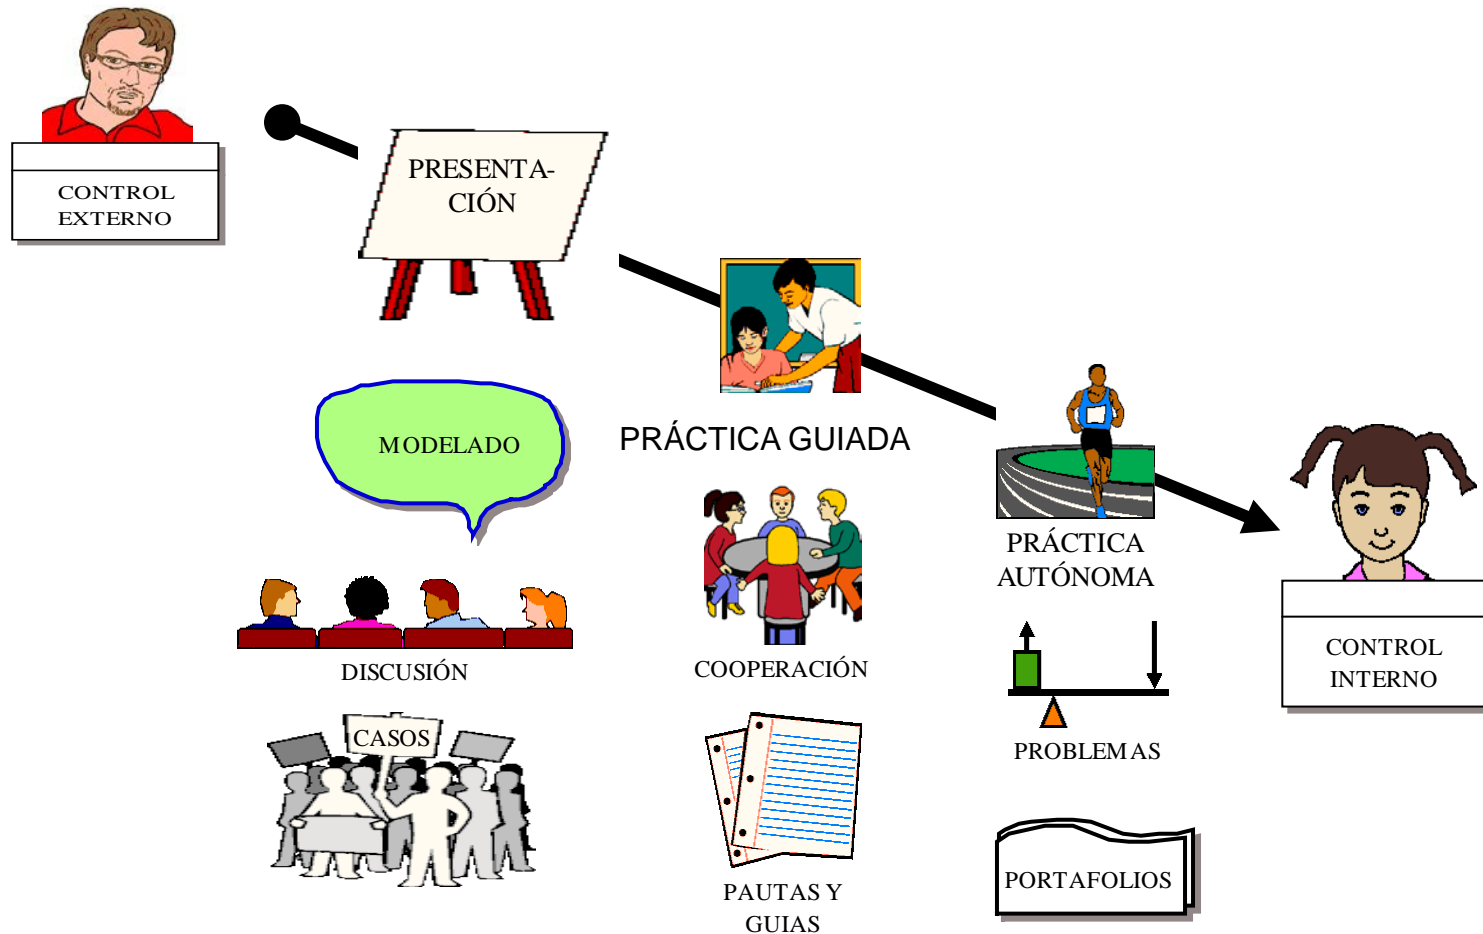 CONTROL
EXTERNO
PRESENTA-
CIÓN
MODELADO
DISCUSIÓN
CASOS
PRÁCTICA GUIADA
COOPERACIÓN
PAUTAS Y
GUIAS
PRÁCTICA
AUTÓNOMA
PROBLEMAS
PORTAFOLIOS
CONTROL
INTERNO